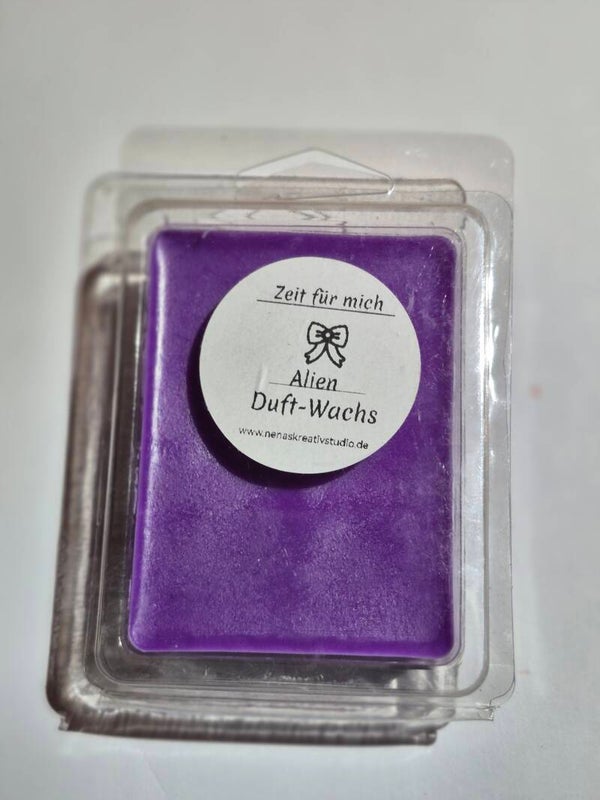 Zeit für mich
Alien
Duft-Wachs
www.nenaskreativstudio.de